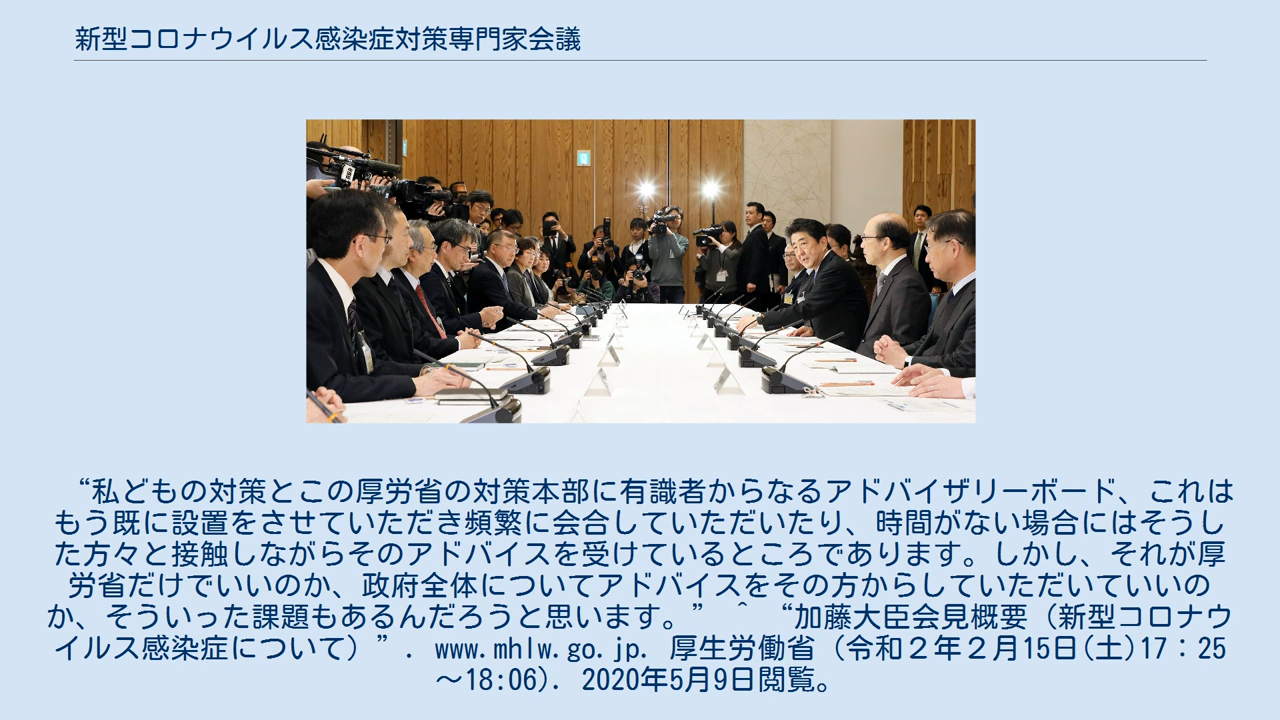 新型コロナウイルス感染症対策専門家会議
“私どもの対策とこの厚労省の対策本部に有識者からなるアドバイザリーボード、これは
もう既に設置をさせていただき頻繁に会合していただいたり、時間がない場合にはそうし
た方々と接触しながらそのアドバイスを受けているところであります。しかし、それが厚
労省だけでいいのか、政府全体についてアドバイスをその方からしていただいていいの
か、そういった課題もあるんだろうと思います。” ^ “加藤大臣会見概要（新型コロナウ
イルス感染症について）”. www.mhlw.go.jp. 厚生労働省（令和２年２月15日(土)17：25
～18:06). 2020年5月9日閲覧。